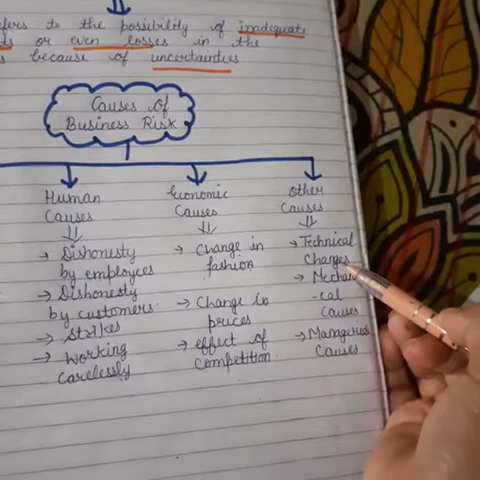 efers to the possibility of inadequate
ts or even losses in the
s because of uncertainties
Causes of
Business Risk
Human
Causes
→ Dishonesty
by employees
→ Dishonesty
by customers.
→ Strikes
→ Working
carelessly
Economic
Causes
→ Change in
fashion
→ Change in
prices
→ effect of
competition
Other
Causes
→ Technical
Changes
→ Mechani
-cal
causes
→ Managerial
Causes